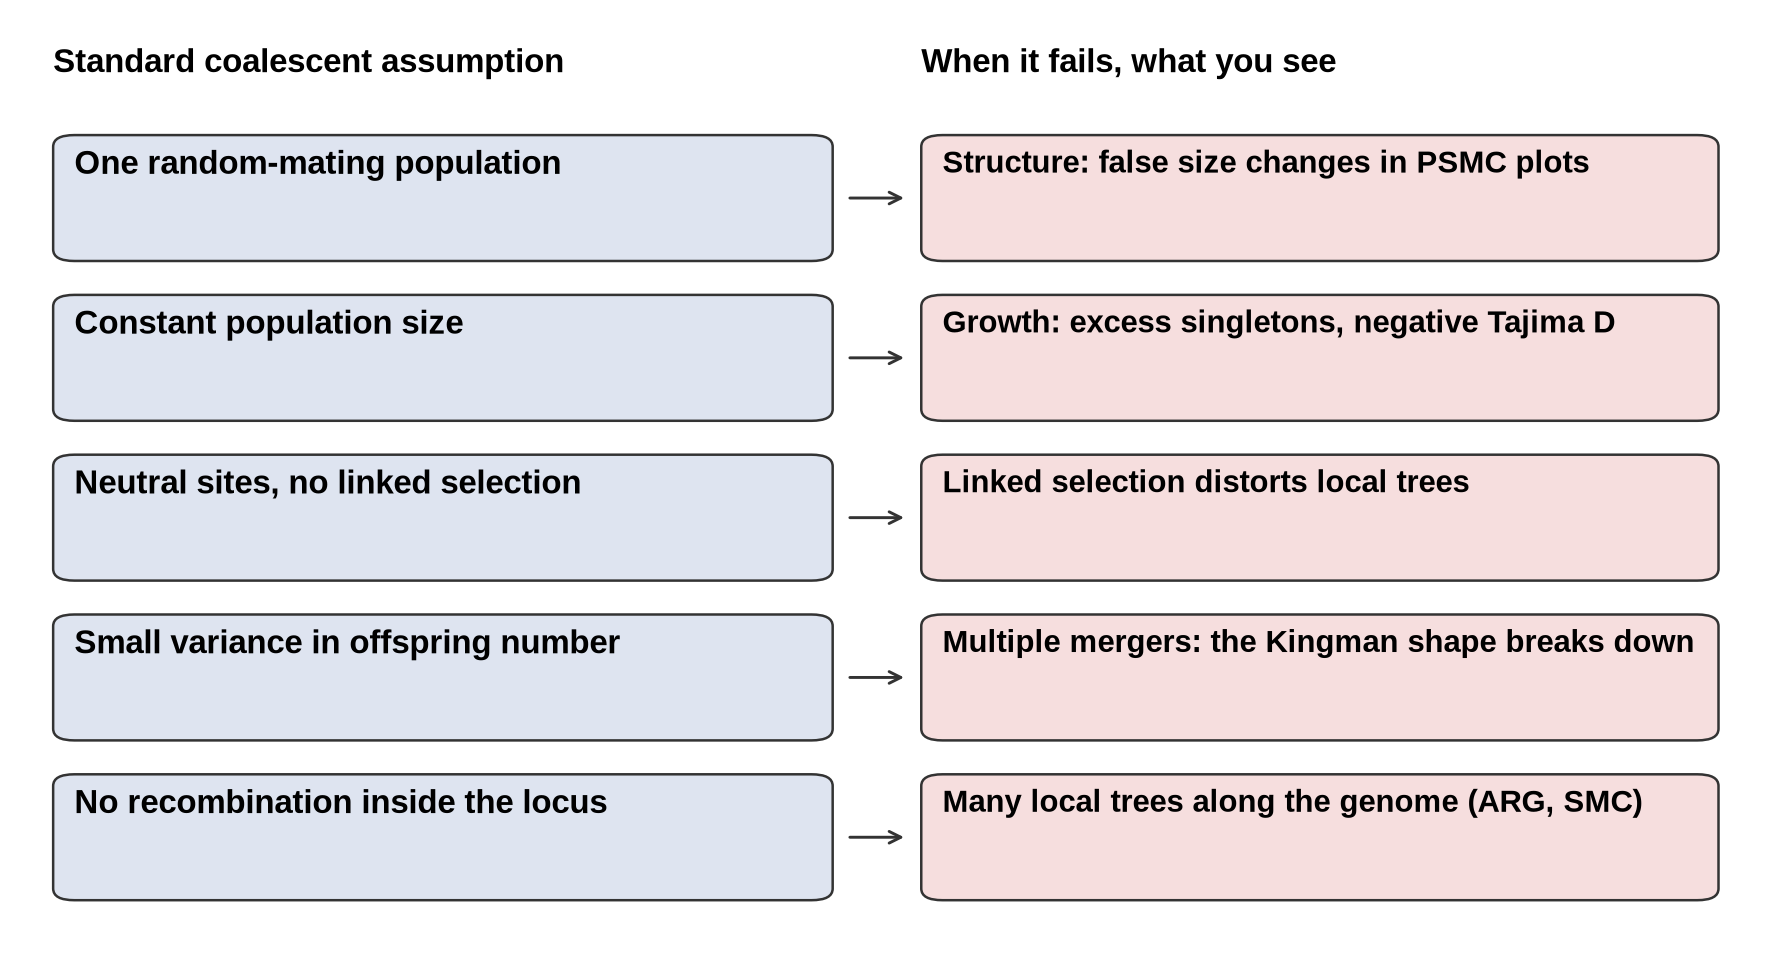 Standard coalescent assumption
When it fails, what you see
One random-mating population
Structure: false size changes in PSMC plots
Constant population size
Growth: excess singletons, negative Tajima D
Neutral sites, no linked selection
Linked selection distorts local trees
Small variance in offspring number
Multiple mergers: the Kingman shape breaks down
No recombination inside the locus
Many local trees along the genome (ARG, SMC)